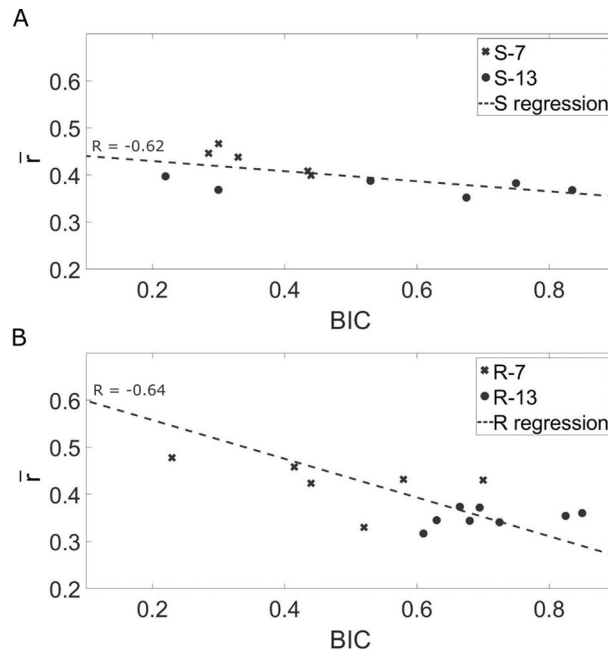 A
S-7
S-13
S regression
R = -0.62
0.6
0.5
0.4
0.3
0.2
r̄
0.2 0.4 0.6 0.8
BIC
B
R-7
R-13
R regression
R = -0.64
0.6
0.5
0.4
0.3
0.2
r̄
0.2 0.4 0.6 0.8
BIC